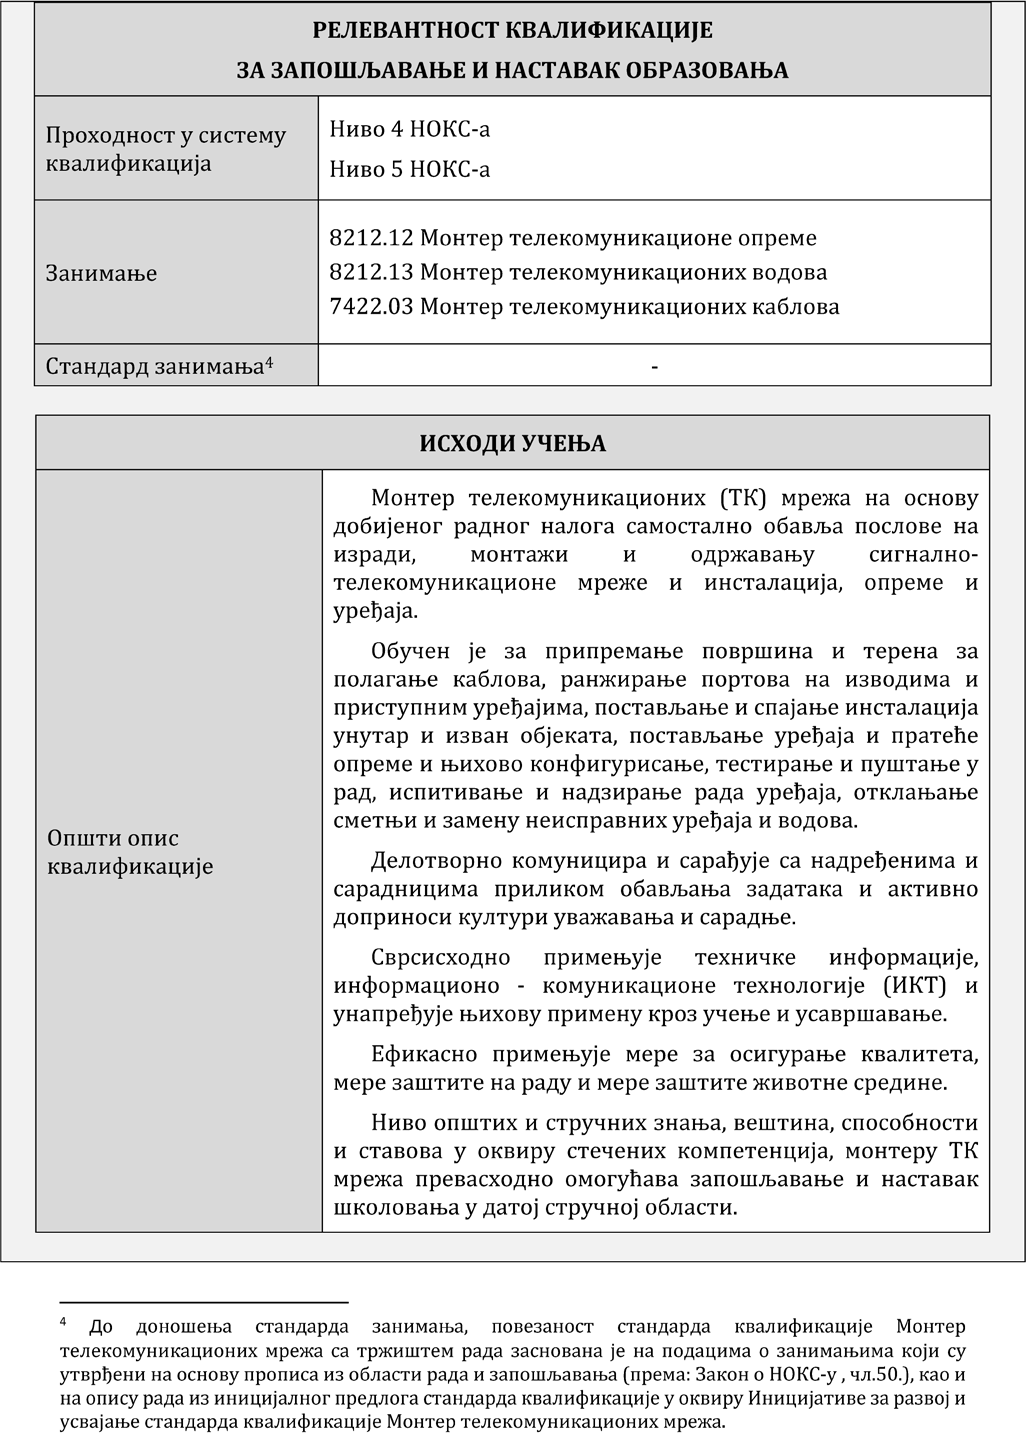 РЕЛЕВАНТНОСТ КВАЛИФИКАЦИЈЕ
ЗА ЗАПОШЉАВАЊЕ И НАСТАВАК ОБРАЗОВАЊА
Проходност у систему
квалификација
Ниво 4 НОКС-а
Ниво 5 НОКС-а
Занимање
8212.12 Монтер телекомуникационе опреме
8212.13 Монтер телекомуникационих водова
7422.03 Монтер телекомуникационих каблова
Стандард занимања4
-
ИСХОДИ УЧЕЊА
Општи опис
квалификације
Монтер телекомуникационих (ТК) мрежа на основу
добијеног радног налога самостално обавља послове на
изради, монтажи и одржавању сигнално-
телекомуникационе мреже и инсталација, опреме и
уређаја.
Обучен је за припремање површина и терена за
полагање каблова, ранжирање портова на изводима и
приступним уређајима, постављање и спајање инсталација
унутар и изван објеката, постављање уређаја и пратеће
опреме и њихово конфигурисање, тестирање и пуштање у
рад, испитивање и надзирање рада уређаја, отклањање
сметњи и замену неисправних уређаја и водова.
Делотворно комуницира и сарађује са надређенима и
сарадницима приликом обављања задатака и активно
доприноси култури уважавања и сарадње.
Сврсисходно примењује техничке информације,
информационо - комуникационе технологије (ИКТ) и
унапређује њихову примену кроз учење и усавршавање.
Ефикасно примењује мере за осигурање квалитета,
мере заштите на раду и мере заштите животне средине.
Ниво општих и стручних знања, вештина, способности
и ставова у оквиру стечених компетенција, монтеру ТК
мрежа превасходно омогућава запошљавање и наставак
школовања у датој стручној области.
4 До доношења стандарда занимања, повезаност стандарда квалификације Монтер
телекомуникационих мрежа са тржиштем рада заснована је на подацима о занимањима који су
утврђени на основу прописа из области рада и запошљавања (према: Закон о НОКС-у , чл.50.), као и
на опису рада из иницијалног предлога стандарда квалификације у оквиру Иницијативе за развој и
усвајање стандарда квалификације Монтер телекомуникационих мрежа.